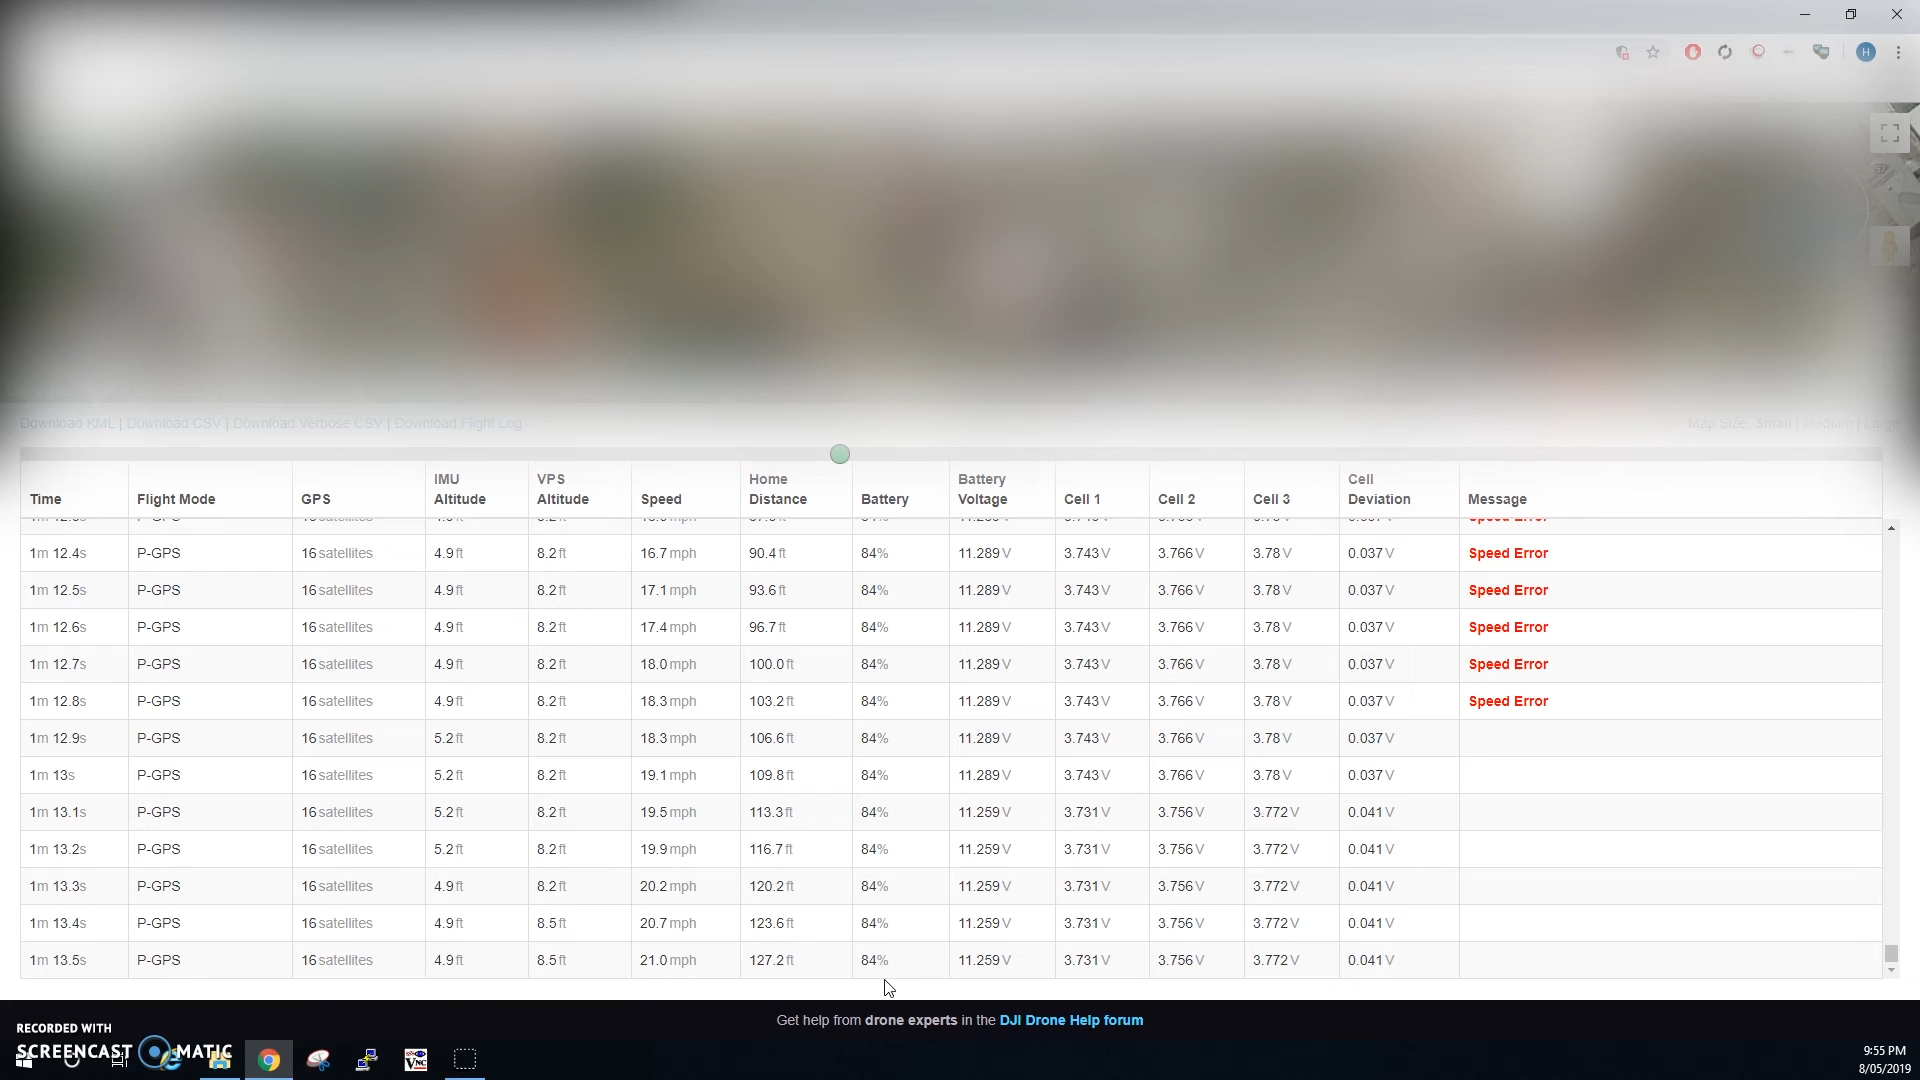 H
Download KML | Download CSV | Download Verbose CSV | Download Flight Log
Map Size: Small | Medium | Large
Time Flight Mode GPS IMU Altitude VPS Altitude Speed Home Distance Battery Battery Voltage Cell 1 Cell 2 Cell 3 Cell Deviation Message
1m 12.4s P-GPS 16 satellites 4.9 ft 8.2 ft 16.7 mph 90.4 ft 84% 11.289 V 3.743 V 3.766 V 3.78 V 0.037 V Speed Error
1m 12.5s P-GPS 16 satellites 4.9 ft 8.2 ft 17.1 mph 93.6 ft 84% 11.289 V 3.743 V 3.766 V 3.78 V 0.037 V Speed Error
1m 12.6s P-GPS 16 satellites 4.9 ft 8.2 ft 17.4 mph 96.7 ft 84% 11.289 V 3.743 V 3.766 V 3.78 V 0.037 V Speed Error
1m 12.7s P-GPS 16 satellites 4.9 ft 8.2 ft 18.0 mph 100.0 ft 84% 11.289 V 3.743 V 3.766 V 3.78 V 0.037 V Speed Error
1m 12.8s P-GPS 16 satellites 4.9 ft 8.2 ft 18.3 mph 103.2 ft 84% 11.289 V 3.743 V 3.766 V 3.78 V 0.037 V Speed Error
1m 12.9s P-GPS 16 satellites 5.2 ft 8.2 ft 18.3 mph 106.6 ft 84% 11.289 V 3.743 V 3.766 V 3.78 V 0.037 V
1m 13s P-GPS 16 satellites 5.2 ft 8.2 ft 19.1 mph 109.8 ft 84% 11.289 V 3.743 V 3.766 V 3.78 V 0.037 V
1m 13.1s P-GPS 16 satellites 5.2 ft 8.2 ft 19.5 mph 113.3 ft 84% 11.259 V 3.731 V 3.756 V 3.772 V 0.041 V
1m 13.2s P-GPS 16 satellites 5.2 ft 8.2 ft 19.9 mph 116.7 ft 84% 11.259 V 3.731 V 3.756 V 3.772 V 0.041 V
1m 13.3s P-GPS 16 satellites 4.9 ft 8.2 ft 20.2 mph 120.2 ft 84% 11.259 V 3.731 V 3.756 V 3.772 V 0.041 V
1m 13.4s P-GPS 16 satellites 4.9 ft 8.5 ft 20.7 mph 123.6 ft 84% 11.259 V 3.731 V 3.756 V 3.772 V 0.041 V
1m 13.5s P-GPS 16 satellites 4.9 ft 8.5 ft 21.0 mph 127.2 ft 84% 11.259 V 3.731 V 3.756 V 3.772 V 0.041 V
Get help from drone experts in the DJI Drone Help forum
RECORDED WITH
SCREENCAST MATIC
VNC
9:55 PM
8/05/2019